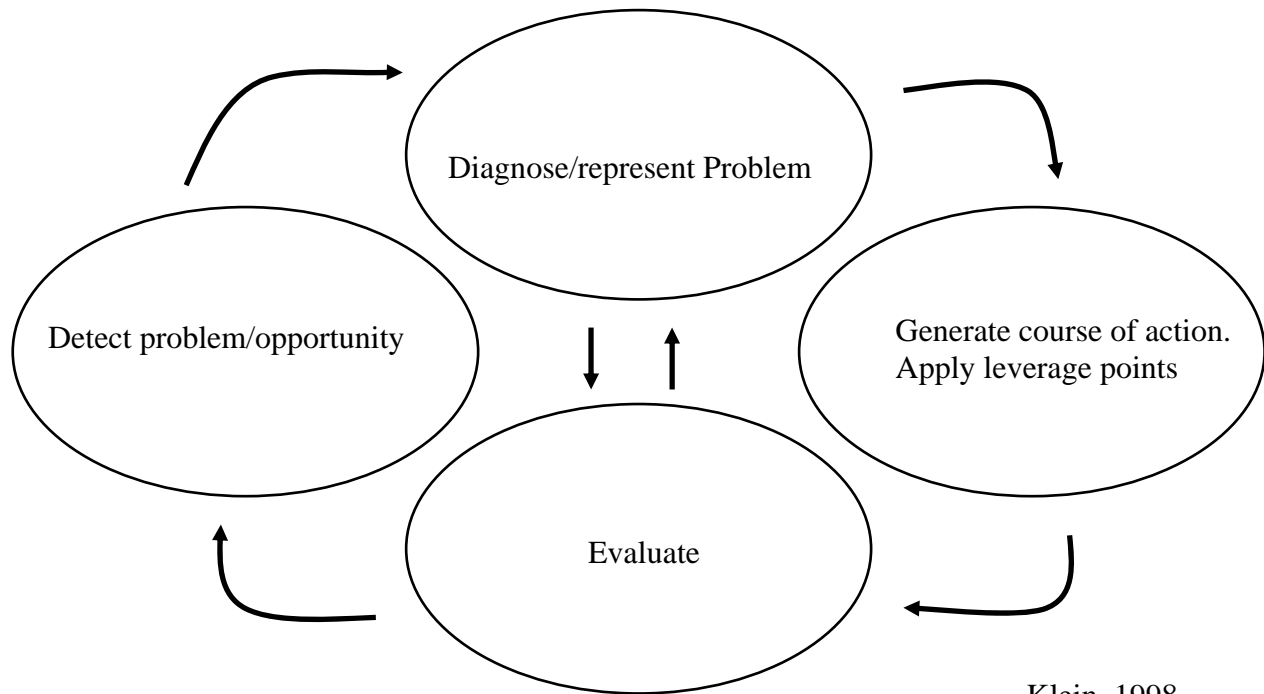 Diagnose/represent Problem
Detect problem/opportunity
Generate course of action.
Apply leverage points
Evaluate
Klein, 1998